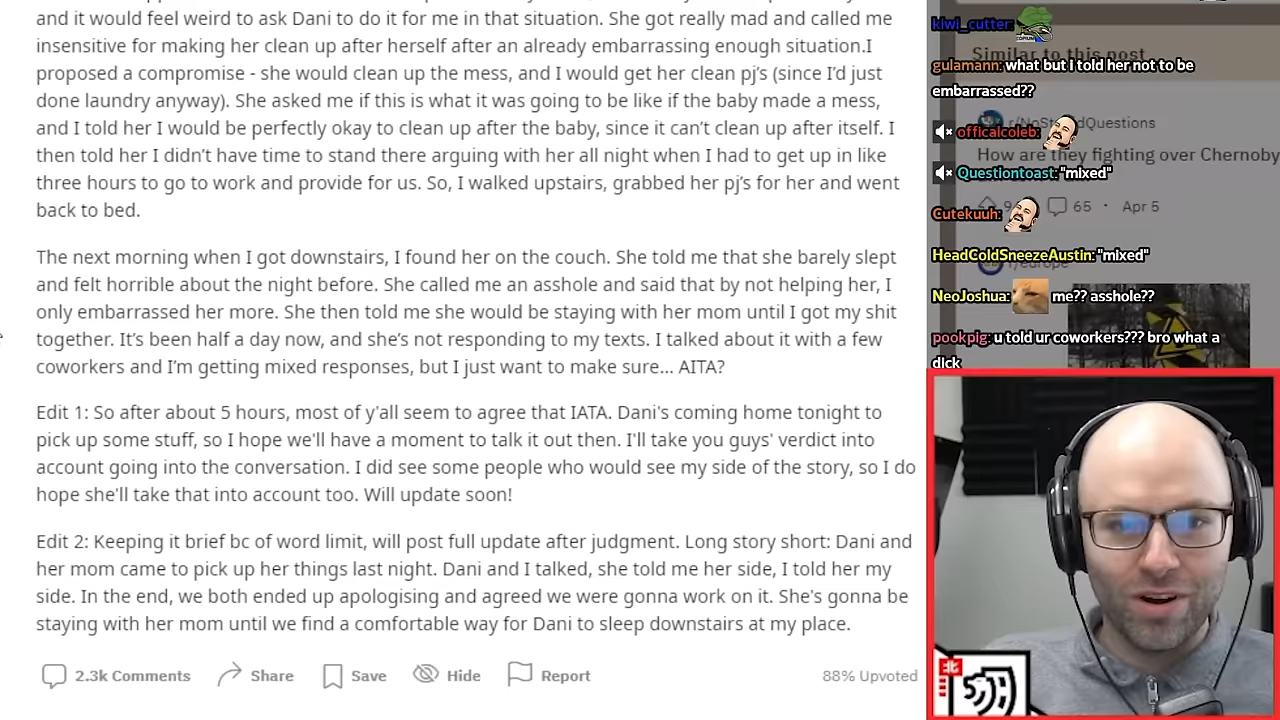 and it would feel weird to ask Dani to do it for me in that situation. She got really mad and called me
insensitive for making her clean up after herself after an already embarrassing enough situation.I
proposed a compromise - she would clean up the mess, and I would get her clean pj’s (since I’d just
done laundry anyway). She asked me if this is what it was going to be like if the baby made a mess,
and I told her I would be perfectly okay to clean up after the baby, since it can’t clean up after itself. I
then told her I didn’t have time to stand there arguing with her all night when I had to get up in like
three hours to go to work and provide for us. So, I walked upstairs, grabbed her pj’s for her and went
back to bed.
The next morning when I got downstairs, I found her on the couch. She told me that she barely slept
and felt horrible about the night before. She called me an asshole and said that by not helping her, I
only embarrassed her more. She then told me she would be staying with her mom until I got my shit
together. It’s been half a day now, and she’s not responding to my texts. I talked about it with a few
coworkers and I’m getting mixed responses, but I just want to make sure... AITA?
Edit 1: So after about 5 hours, most of y'all seem to agree that IATA. Dani's coming home tonight to
pick up some stuff, so I hope we'll have a moment to talk it out then. I'll take you guys' verdict into
account going into the conversation. I did see some people who would see my side of the story, so I do
hope she'll take that into account too. Will update soon!
Edit 2: Keeping it brief bc of word limit, will post full update after judgment. Long story short: Dani and
her mom came to pick up her things last night. Dani and I talked, she told me her side, I told her my
side. In the end, we both ended up apologising and agreed we were gonna work on it. She's gonna be
staying with her mom until we find a comfortable way for Dani to sleep downstairs at my place.
2.3k Comments Share Save Hide Report 88% Upvoted
kiwi_cutter:
Similar to this post
gulamann: what but i told her not to be
embarrassed??
officalcoleb:
How are they fighting over Chernoby
Questiontoast: "mixed"
65 · Apr 5
Cutekuuh:
HeadColdSneezeAustin: "mixed"
r/europe
NeoJoshua: me?? asshole??
pookpig: u told ur coworkers??? bro what a
dick